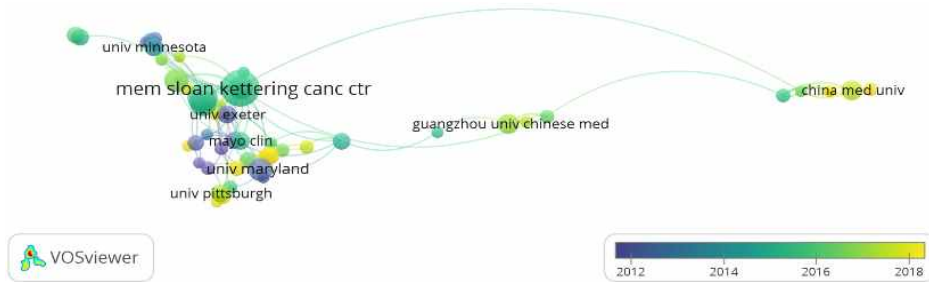 univ minnesota
mem sloan kettering canc ctr
china med univ
univ exeter
guangzhou univ chinese med
mayo clin
univ maryland
univ pittsburgh
VOSviewer
2012 2014 2016 2018